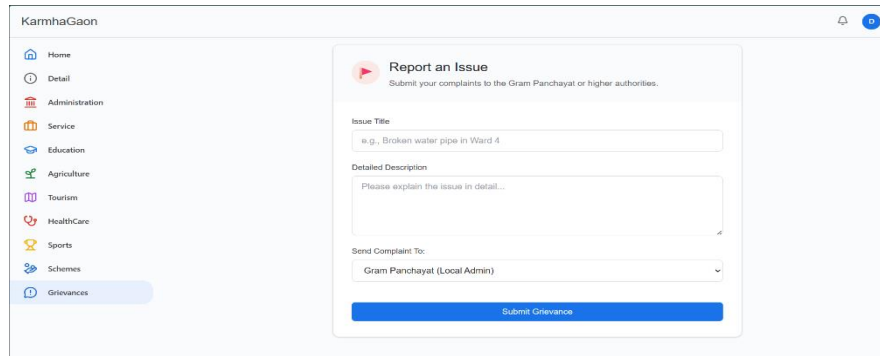 KarmhaGaon
D
Home
Detail
Administration
Service
Education
Agriculture
Tourism
HealthCare
Sports
Schemes
Grievances
Report an Issue
Submit your complaints to the Gram Panchayat or higher authorities.
Issue Title
e.g., Broken water pipe in Ward 4
Detailed Description
Please explain the issue in detail...
Send Complaint To:
Gram Panchayat (Local Admin)
Submit Grievance